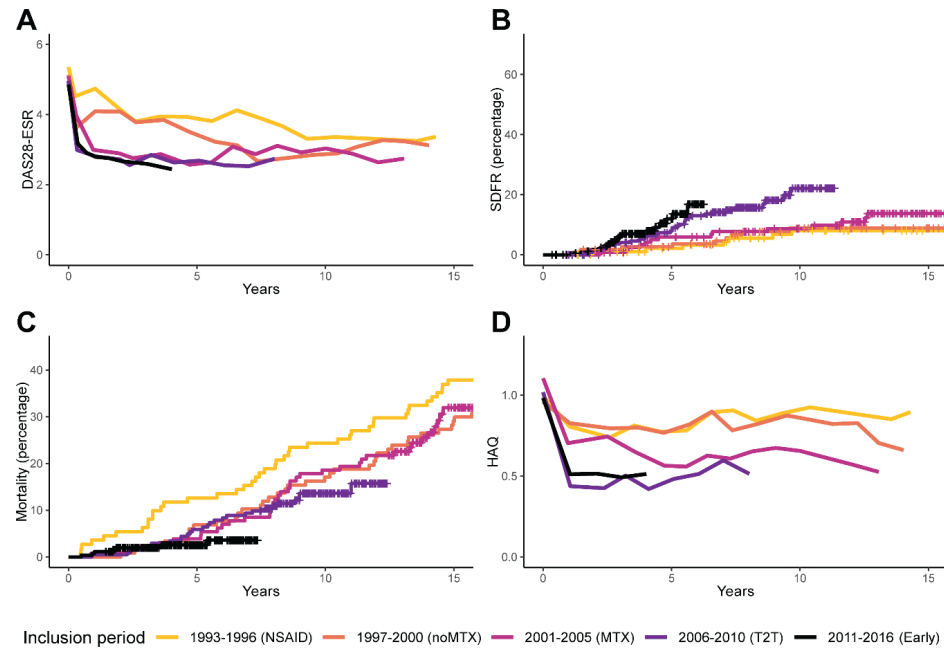 A
B
6
4
2
0
DAS28-ESR
0
5
10
15
Years
60
40
20
0
SDFR (percentage)
0
5
10
15
Years
C
D
40
30
20
10
0
Mortality (percentage)
0
5
10
15
Years
1.0
0.5
0.0
HAQ
0
5
10
15
Years
Inclusion period 1993-1996 (NSAID) 1997-2000 (noMTX) 2001-2005 (MTX) 2006-2010 (T2T) 2011-2016 (Early)